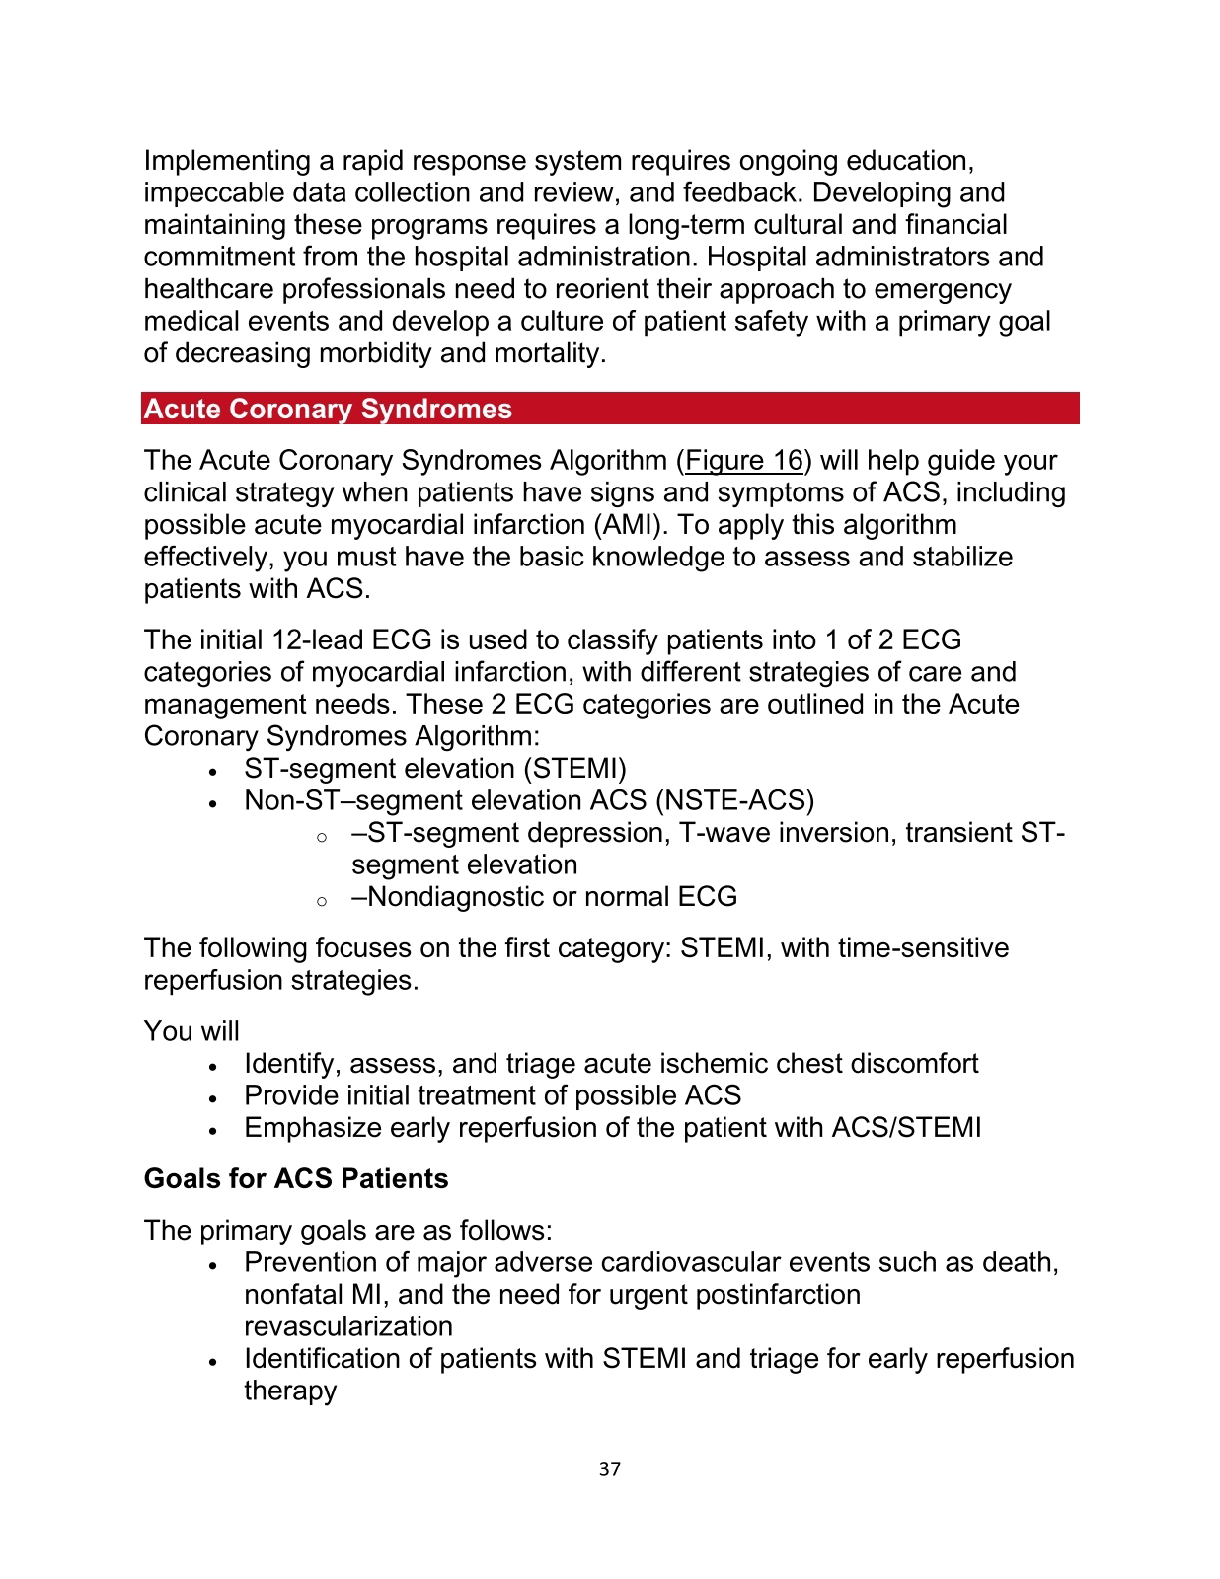 Implementing a rapid response system requires ongoing education,
impeccable data collection and review, and feedback. Developing and
maintaining these programs requires a long-term cultural and financial
commitment from the hospital administration. Hospital administrators and
healthcare professionals need to reorient their approach to emergency
medical events and develop a culture of patient safety with a primary goal
of decreasing morbidity and mortality.
Acute Coronary Syndromes
The Acute Coronary Syndromes Algorithm (Figure 16) will help guide your
clinical strategy when patients have signs and symptoms of ACS, including
possible acute myocardial infarction (AMI). To apply this algorithm
effectively, you must have the basic knowledge to assess and stabilize
patients with ACS.
The initial 12-lead ECG is used to classify patients into 1 of 2 ECG
categories of myocardial infarction, with different strategies of care and
management needs. These 2 ECG categories are outlined in the Acute
Coronary Syndromes Algorithm:
• ST-segment elevation (STEMI)
• Non-ST–segment elevation ACS (NSTE-ACS)
o –ST-segment depression, T-wave inversion, transient ST-
segment elevation
o –Nondiagnostic or normal ECG
The following focuses on the first category: STEMI, with time-sensitive
reperfusion strategies.
You will
• Identify, assess, and triage acute ischemic chest discomfort
• Provide initial treatment of possible ACS
• Emphasize early reperfusion of the patient with ACS/STEMI
Goals for ACS Patients
The primary goals are as follows:
• Prevention of major adverse cardiovascular events such as death,
nonfatal MI, and the need for urgent postinfarction
revascularization
• Identification of patients with STEMI and triage for early reperfusion
therapy
37